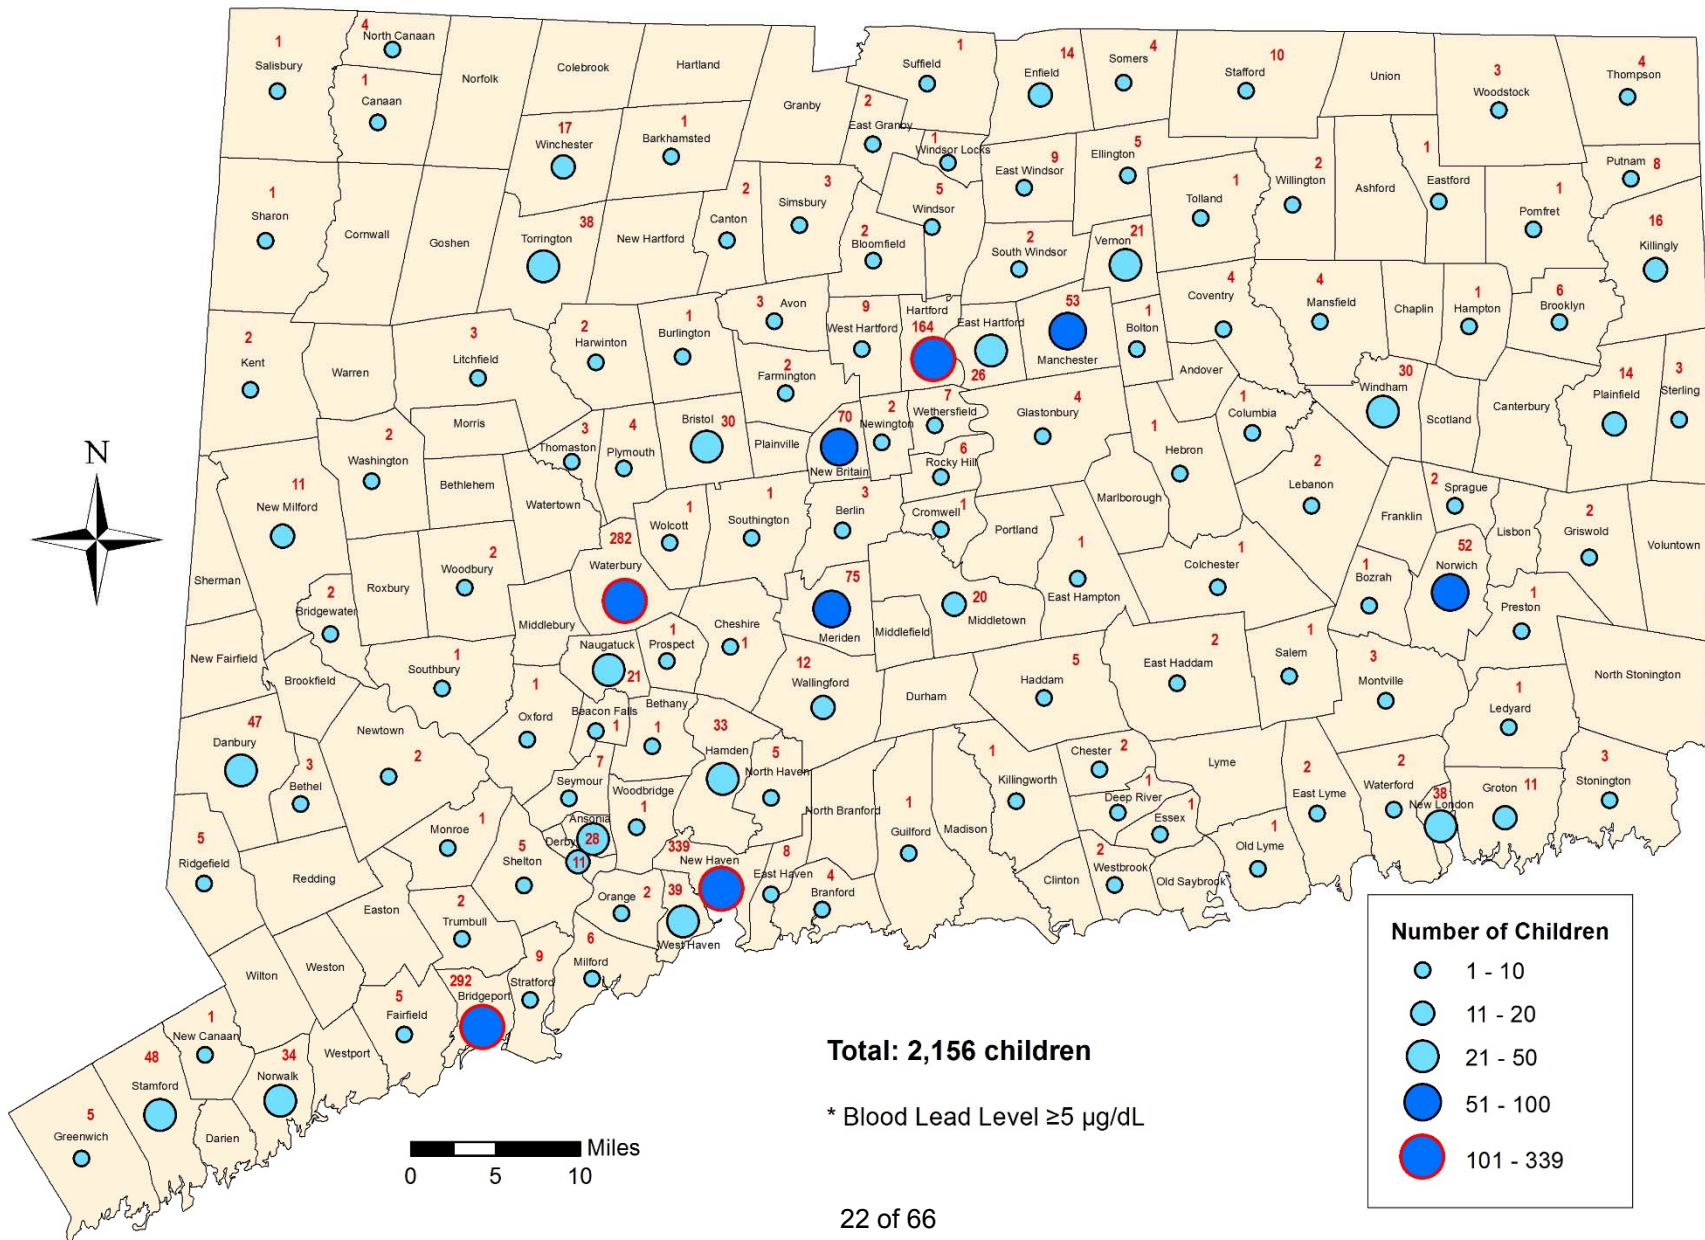 1
Salisbury
4
North Canaan
1
Canaan
Norfolk
Colebrook
Hartland
Granby
1
Suffield
14
Enfield
4
Somers
10
Stafford
Union
3
Woodstock
4
Thompson
17
Winchester
1
Barkhamsted
2
East Granby
1
Windsor Locks
9
East Windsor
5
Ellington
2
Willington
Ashford
1
Eastford
Putnam 8
1
Sharon
Cornwall
Goshen
38
Torrington
New Hartford
2
Canton
3
Simsbury
5
Windsor
2
Bloomfield
2
South Windsor
21
Vernon
1
Tolland
1
Pomfret
16
Killingly
2
Kent
Warren
3
Litchfield
2
Harwinton
1
Burlington
3 Avon
9
West Hartford
Hartford
164
East Hartford
26
53
Manchester
1
Bolton
4
Coventry
4
Mansfield
Chaplin
1
Hampton
6
Brooklyn
Morris
3
Thomaston
4
Plymouth
Bristol 30
2
Farmington
Plainville
70
New Britain
2
Newington
7
Wethersfield
4
Glastonbury
Andover
1
Columbia
1
Hebron
30
Windham
Scotland
Canterbury
14
Plainfield
3
Sterling
N
2
Washington
Bethlehem
Watertown
6
Rocky Hill
11
New Milford
1
Wolcott
1
Southington
3
Berlin
Cromwell 1
Portland
Marlborough
2
Lebanon
Franklin
2 Sprague
Lisbon
2
Griswold
Voluntown
Sherman
2
Bridgewater
Roxbury
2
Woodbury
282
Waterbury
Middlebury
75
Meriden
20
Middletown
Middlefield
1
East Hampton
1
Colchester
1
Bozrah
52
Norwich
1
Preston
New Fairfield
Brookfield
1
Southbury
Naugatuck
21
1
Prospect
Cheshire
1
12
Wallingford
Durham
5
Haddam
2
East Haddam
1
Salem
3
Montville
1
Ledyard
North Stonington
47
Danbury
3
Bethel
Newtown
2
1
Oxford
Beacon Falls
1
Bethany
1
33
Hamden
5
North Haven
North Branford
1
Guilford
Madison
1
Killingworth
Chester 2
1
Deep River
1
Essex
Lyme
2
East Lyme
2
Waterford
38
New London
Groton 11
3
Stonington
7
Seymour
Woodbridge
1
5
Ridgefield
Redding
Monroe 1
5
Shelton
Ansonia
28
Derby
11
339
New Haven
8
East Haven
4
Branford
Clinton
2
Westbrook
Old Saybrook
1
Old Lyme
Easton
2
Trumbull
Orange 2
39
West Haven
Wilton
Weston
5
Fairfield
292
Bridgeport
9
Stratford
6
Milford
1
New Canaan
48
Stamford
34
Norwalk
Westport
5
Greenwich
Darien
Total: 2,156 children
* Blood Lead Level ≥5 µg/dL
Miles
0 5 10
Number of Children
1 - 10
11 - 20
21 - 50
51 - 100
101 - 339
22 of 66